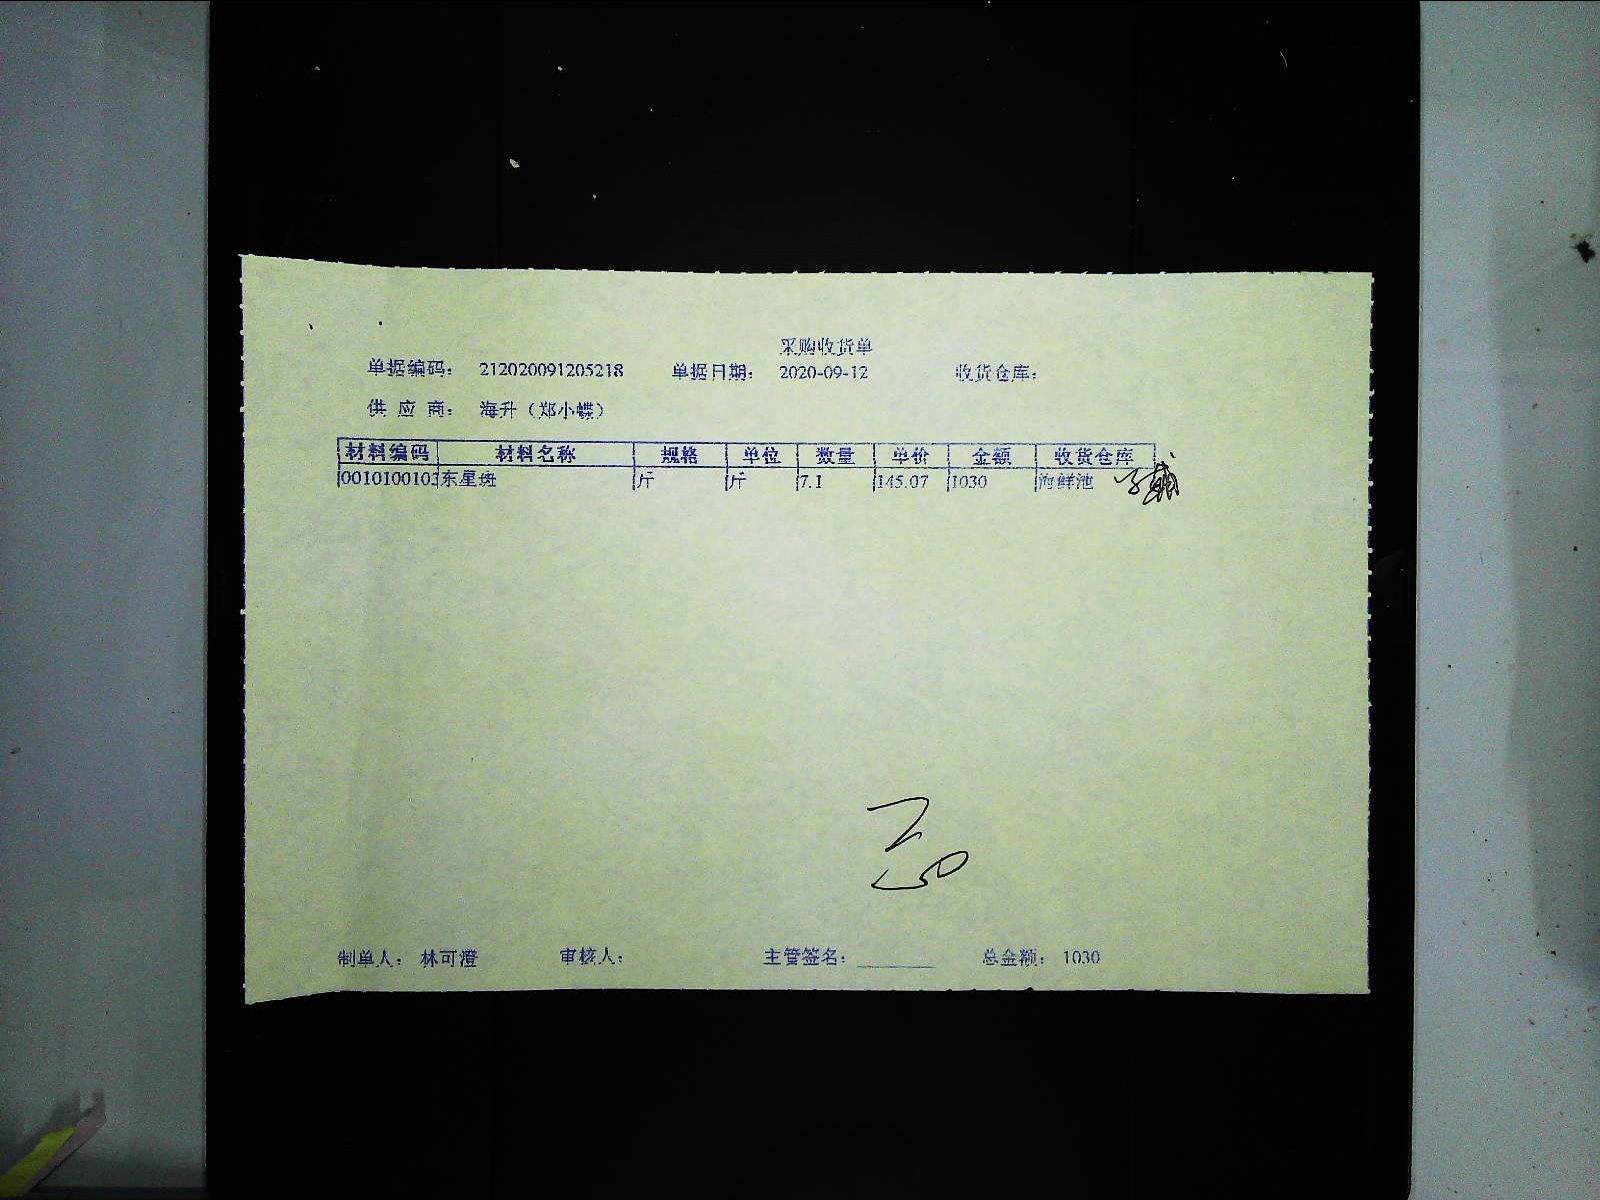 采购收货单
单据编码： 212020091205218 单据日期： 2020-09-12 收货仓库：
供 应 商： 海升（郑小蝶）
材料编码 材料名称 规格 单位 数量 单价 金额 收货仓库
0010100103 东星斑 斤 斤 7.1 145.07 1030 海鲜池
制单人： 林可澄 审核人： 主管签名： 总金额： 1030